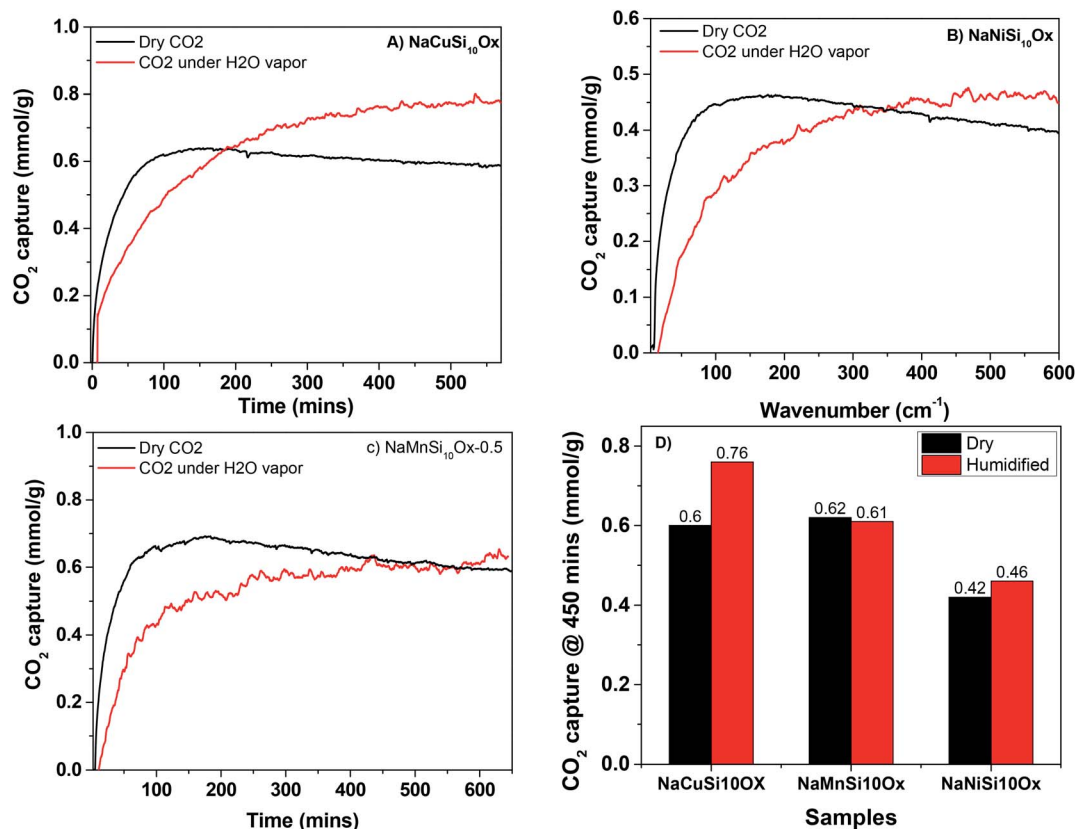 A) NaCuSi₁₀Ox
Dry CO2
CO2 under H2O vapor
CO₂ capture (mmol/g)
1.0
0.8
0.6
0.4
0.2
0.0
0 100 200 300 400 500
Time (mins)
B) NaNiSi₁₀Ox
Dry CO2
CO2 under H2O vapor
CO₂ capture (mmol/g)
0.6
0.5
0.4
0.3
0.2
0.1
0.0
100 200 300 400 500 600
Wavenumber (cm⁻¹)
c) NaMnSi₁₀Ox-0.5
Dry CO2
CO2 under H2O vapor
CO₂ capture (mmol/g)
1.0
0.8
0.6
0.4
0.2
0.0
100 200 300 400 500 600
Time (mins)
D)
Dry
Humidified
CO₂ capture @ 450 mins (mmol/g)
0.8
0.6
0.4
0.2
0.0
0.6 0.76
0.62 0.61
0.42 0.46
NaCuSi10OX NaMnSi10Ox NaNiSi10Ox
Samples